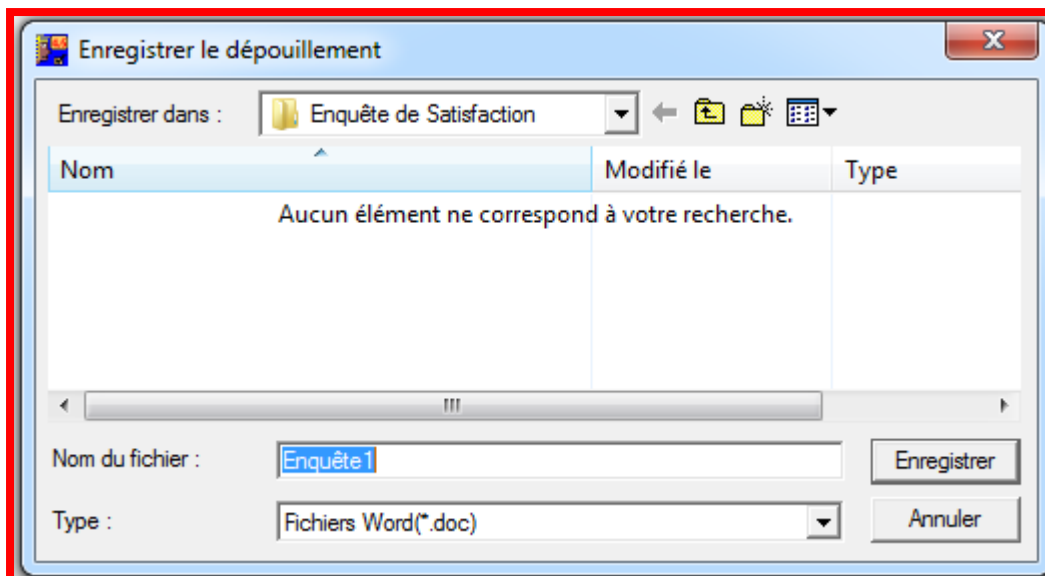 Enregistrer le dépouillement
Enregistrer dans : Enquête de Satisfaction
Nom Modifié le Type
Aucun élément ne correspond à votre recherche.
Nom du fichier : Enquête1 Enregistrer
Type : Fichiers Word(*.doc) Annuler